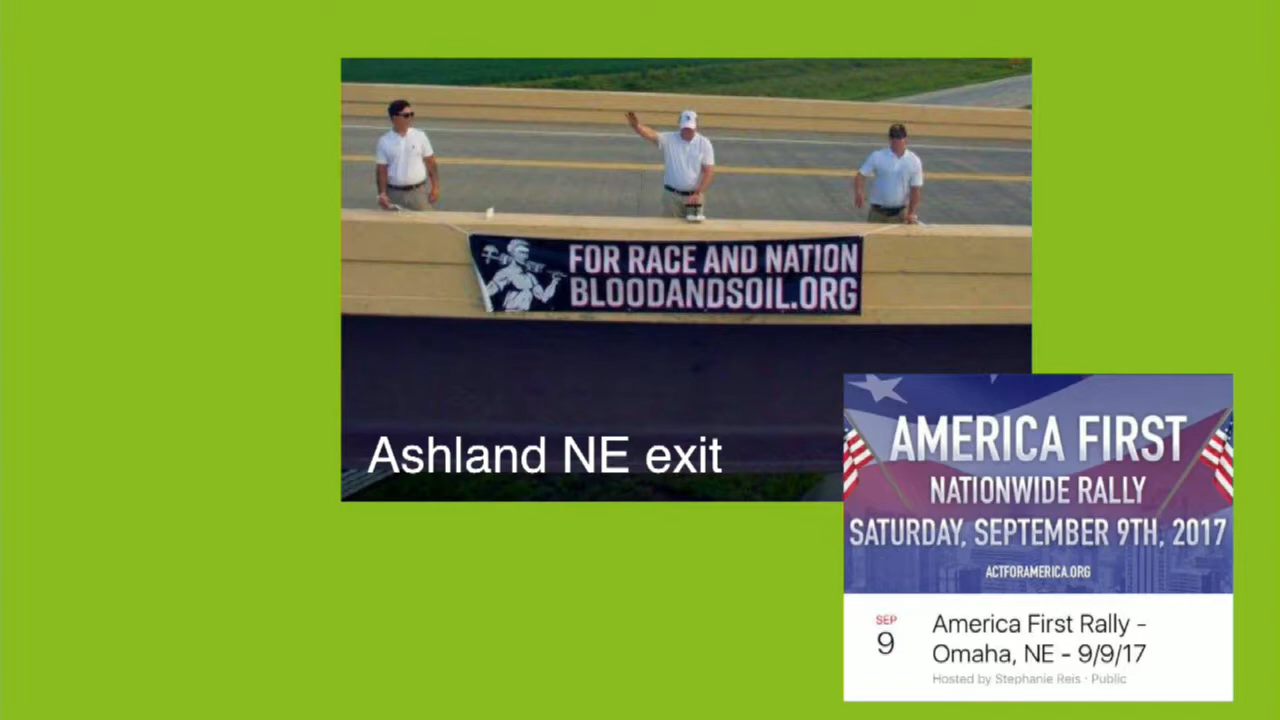 FOR RACE AND NATION
BLOODANDSOIL.ORG
Ashland NE exit
AMERICA FIRST
NATIONWIDE RALLY
SATURDAY, SEPTEMBER 9TH, 2017
ACTFORAMERICA.ORG
SEP
9
America First Rally -
Omaha, NE - 9/9/17
Hosted by Stephanie Reis · Public